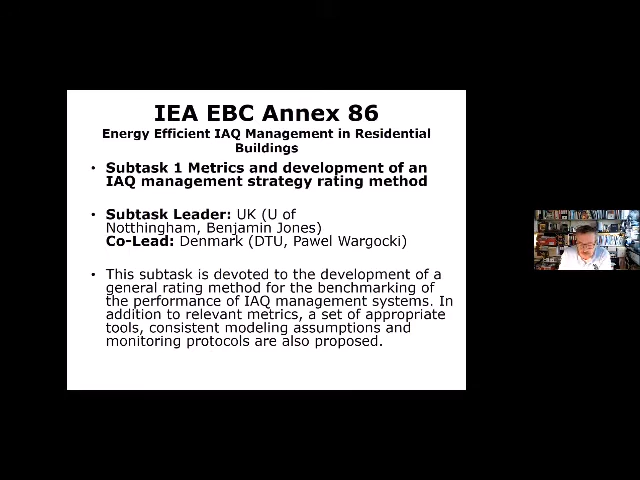 IEA EBC Annex 86
Energy Efficient IAQ Management in Residential
Buildings
• Subtask 1 Metrics and development of an
IAQ management strategy rating method
• Subtask Leader: UK (U of
Notthingham, Benjamin Jones)
Co-Lead: Denmark (DTU, Pawel Wargocki)
• This subtask is devoted to the development of a
general rating method for the benchmarking of
the performance of IAQ management systems. In
addition to relevant metrics, a set of appropriate
tools, consistent modeling assumptions and
monitoring protocols are also proposed.